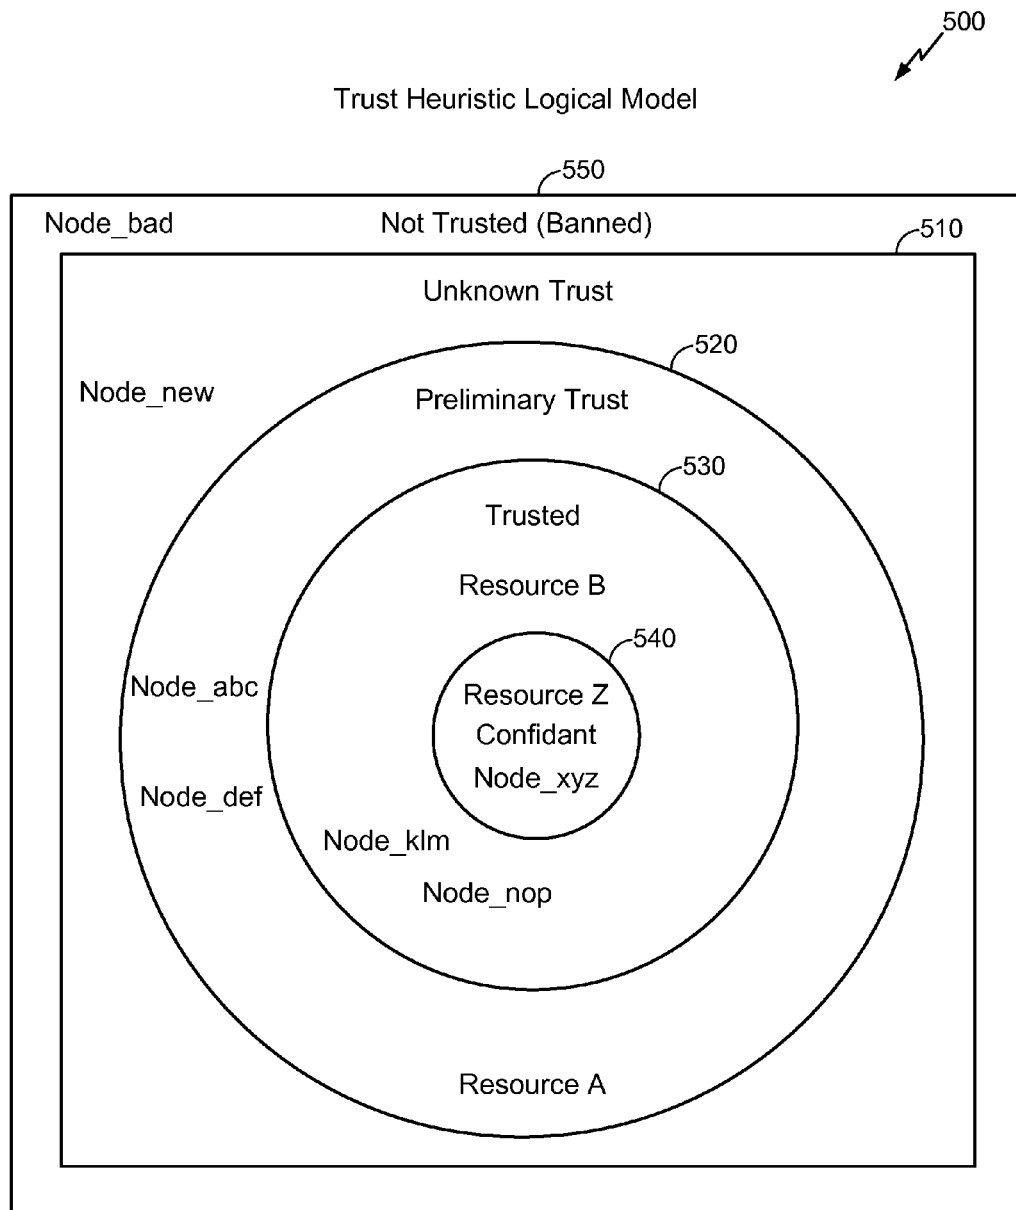 500
Trust Heuristic Logical Model
550
Node_bad
Not Trusted (Banned)
510
Unknown Trust
520
Node_new
Preliminary Trust
530
Trusted
Resource B
540
Node_abc
Resource Z
Confidant
Node_xyz
Node_def
Node_klm
Node_nop
Resource A